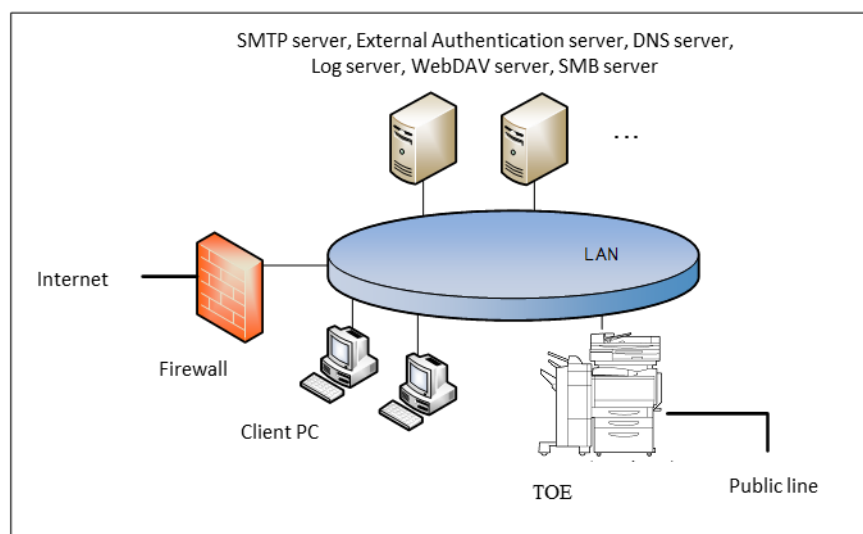 SMTP server, External Authentication server, DNS server,
Log server, WebDAV server, SMB server
...
LAN
Internet
Firewall
Client PC
TOE
Public line